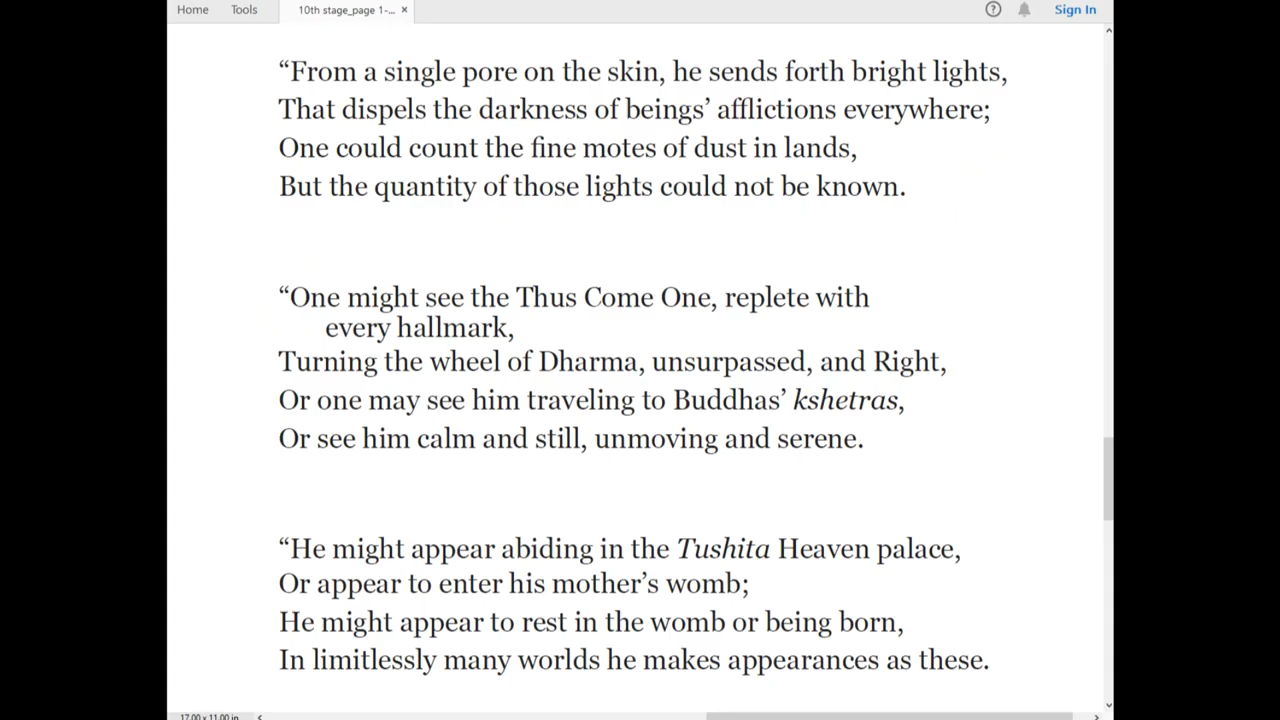 Home Tools 10th stage_page 1-... × ? Sign In
“From a single pore on the skin, he sends forth bright lights,
That dispels the darkness of beings’ afflictions everywhere;
One could count the fine motes of dust in lands,
But the quantity of those lights could not be known.
“One might see the Thus Come One, replete with
every hallmark,
Turning the wheel of Dharma, unsurpassed, and Right,
Or one may see him traveling to Buddhas’ kshetras,
Or see him calm and still, unmoving and serene.
“He might appear abiding in the Tushita Heaven palace,
Or appear to enter his mother’s womb;
He might appear to rest in the womb or being born,
In limitlessly many worlds he makes appearances as these.
17.00 x 11.00 in